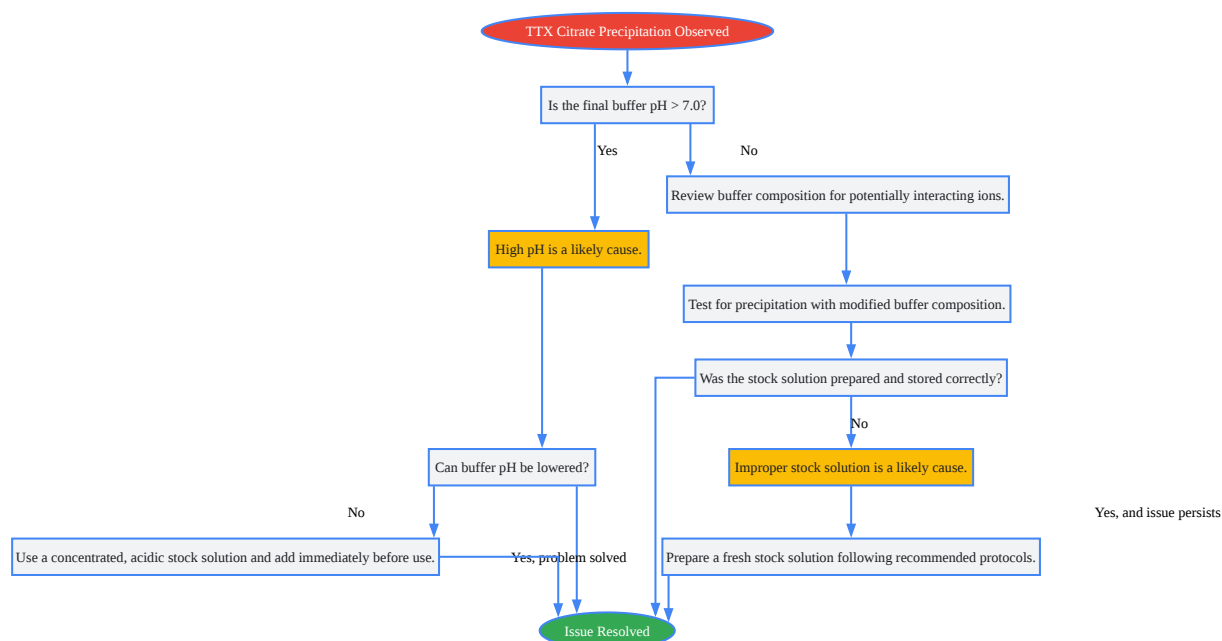 TTX Citrate Precipitation Observed
Is the final buffer pH > 7.0?
Yes
No
Review buffer composition for potentially interacting ions.
High pH is a likely cause.
Test for precipitation with modified buffer composition.
Was the stock solution prepared and stored correctly?
No
Can buffer pH be lowered?
Improper stock solution is a likely cause.
No
Yes, and issue persists
Use a concentrated, acidic stock solution and add immediately before use.
Yes, problem solved
Prepare a fresh stock solution following recommended protocols.
Issue Resolved